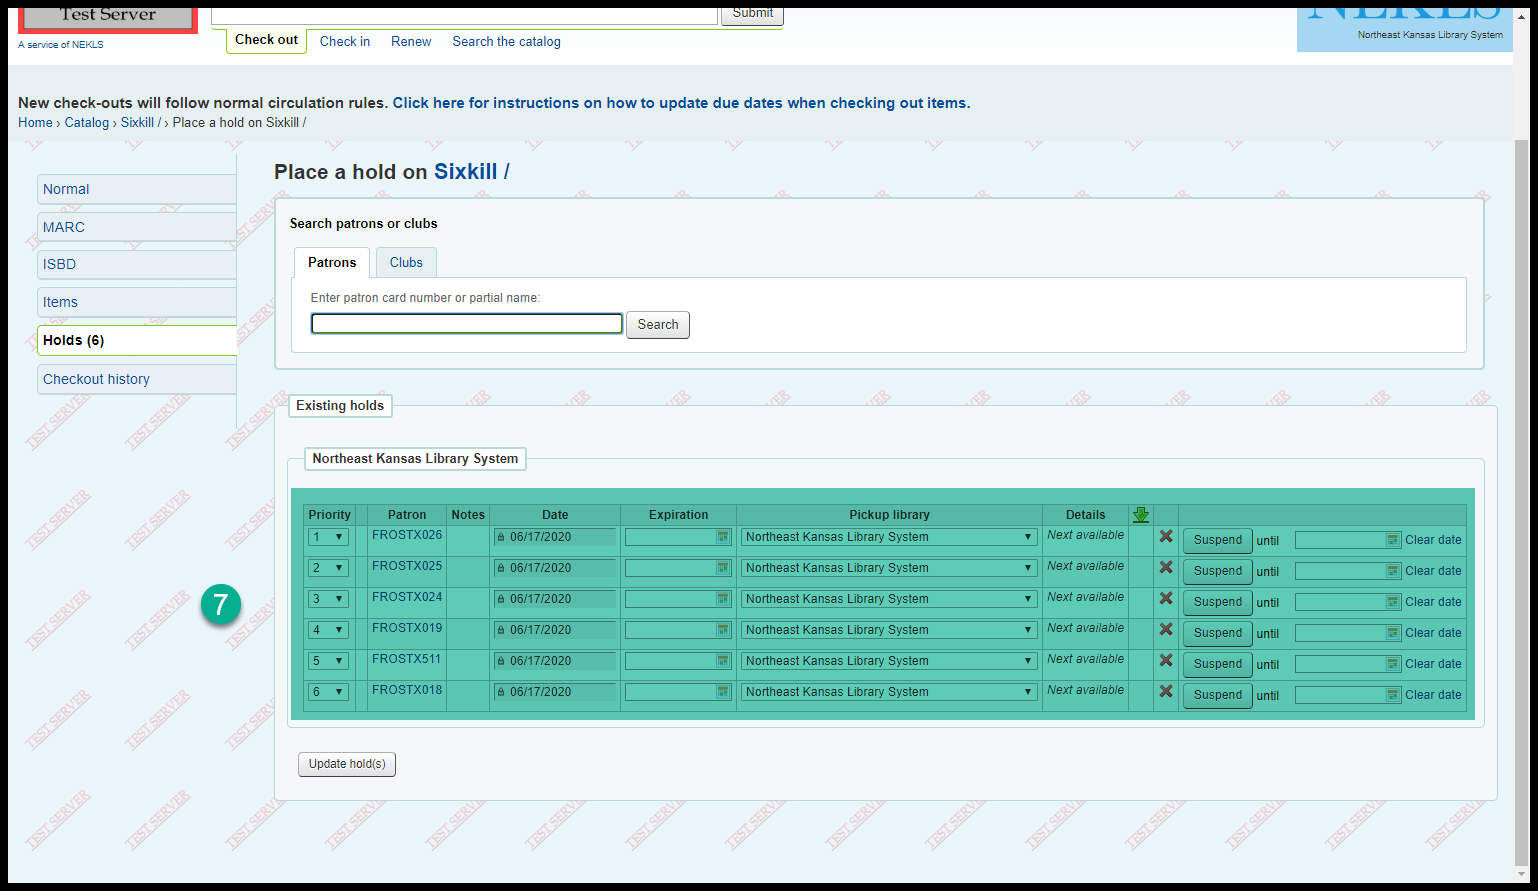 Test Server
A service of NEKLS
Submit
Check out Check in Renew Search the catalog
NEKLS
Northeast Kansas Library System
New check-outs will follow normal circulation rules. Click here for instructions on how to update due dates when checking out items.
Home › Catalog › Sixkill / › Place a hold on Sixkill /
Normal
MARC
ISBD
Items
Holds (6)
Checkout history
Place a hold on Sixkill /
Search patrons or clubs
Patrons Clubs
Enter patron card number or partial name:
Search
Existing holds
Northeast Kansas Library System
Priority Patron Notes Date Expiration Pickup library Details
1 FROSTX026 06/17/2020 Northeast Kansas Library System Next available Suspend until Clear date
2 FROSTX025 06/17/2020 Northeast Kansas Library System Next available Suspend until Clear date
3 FROSTX024 06/17/2020 Northeast Kansas Library System Next available Suspend until Clear date
4 FROSTX019 06/17/2020 Northeast Kansas Library System Next available Suspend until Clear date
5 FROSTX511 06/17/2020 Northeast Kansas Library System Next available Suspend until Clear date
6 FROSTX018 06/17/2020 Northeast Kansas Library System Next available Suspend until Clear date
7
Update hold(s)
TEST SERVER